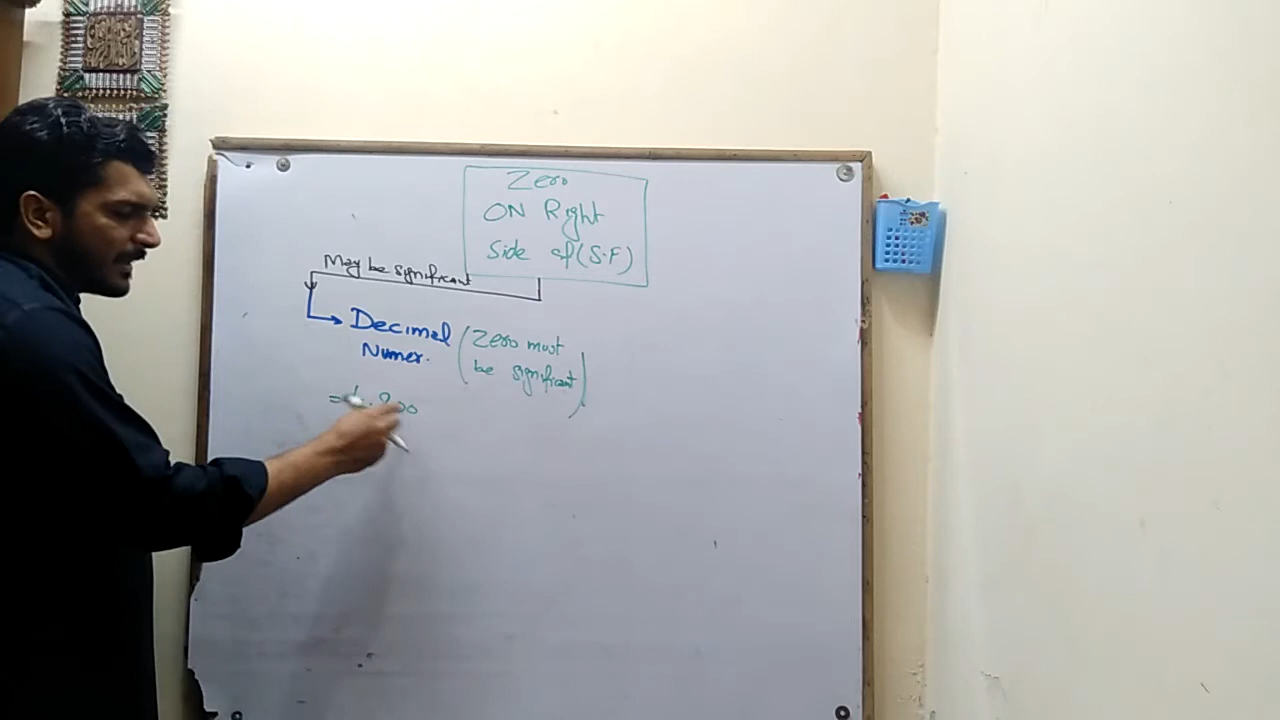 Zero
ON Right
Side of (S.F)
May be significant
Decimal
Numer.
(Zero must
be significant)